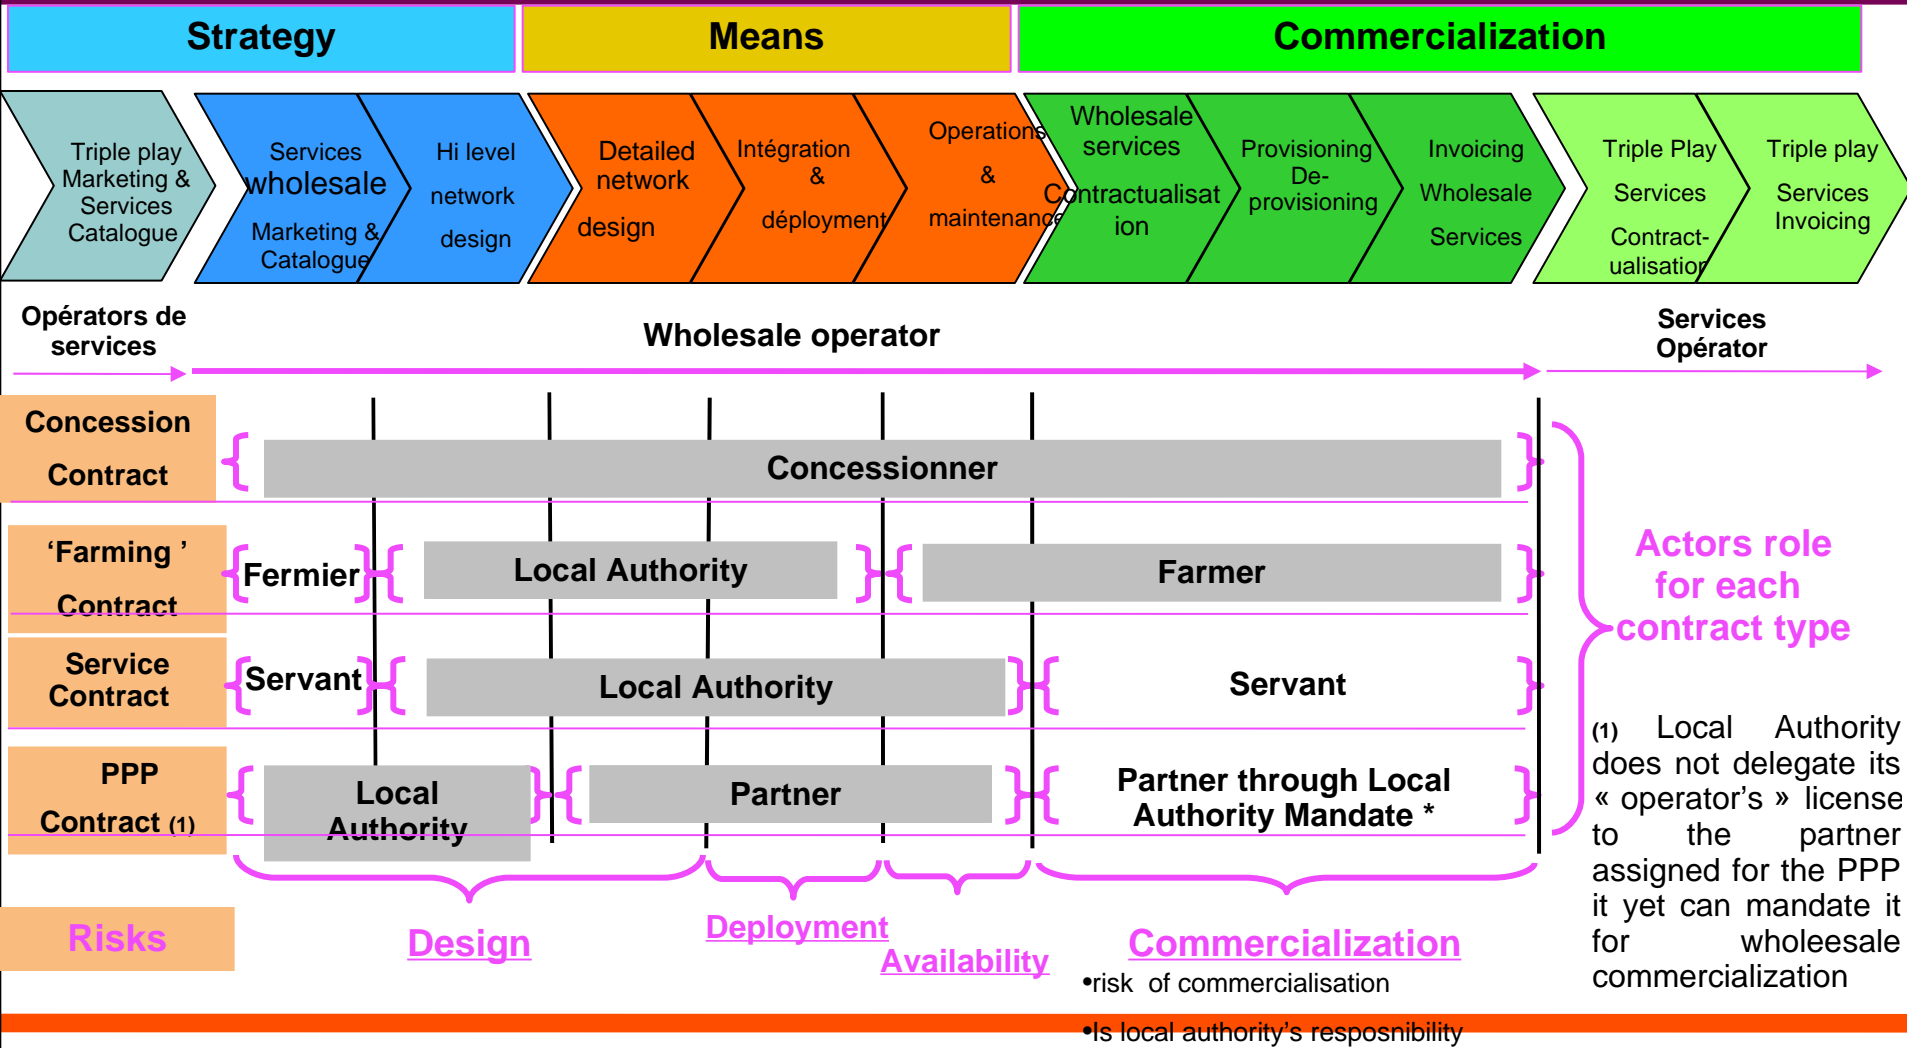 Strategy
Means
Commercialization
Triple play
Marketing &
Services
Catalogue
Services
wholesale
Marketing &
Catalogue
Hi level
network
design
Detailed
network
design
Intégration
&
déployment
Operations
&
maintenance
Wholesale
services
Contractualisat
ion
Provisioning
De-
provisioning
Invoicing
Wholesale
Services
Triple Play
Services
Contract-
ualisation
Triple play
Services
Invoicing
Opérators de
services
Wholesale operator
Services
Opérator
Concession
Contract
Concessionner
‘Farming ’
Contract
Fermier
Local Authority
Farmer
Service
Contract
Servant
Local Authority
Servant
PPP
Contract (1)
Local
Authority
Partner
Partner through Local
Authority Mandate *
Actors role
for each
contract type
(1) Local Authority
does not delegate its
« operator’s » license
to the partner
assigned for the PPP
it yet can mandate it
for wholeesale
commercialization
Risks
Design
Deployment
Availability
Commercialization
•risk of commercialisation
•Is local authority’s resposnibility